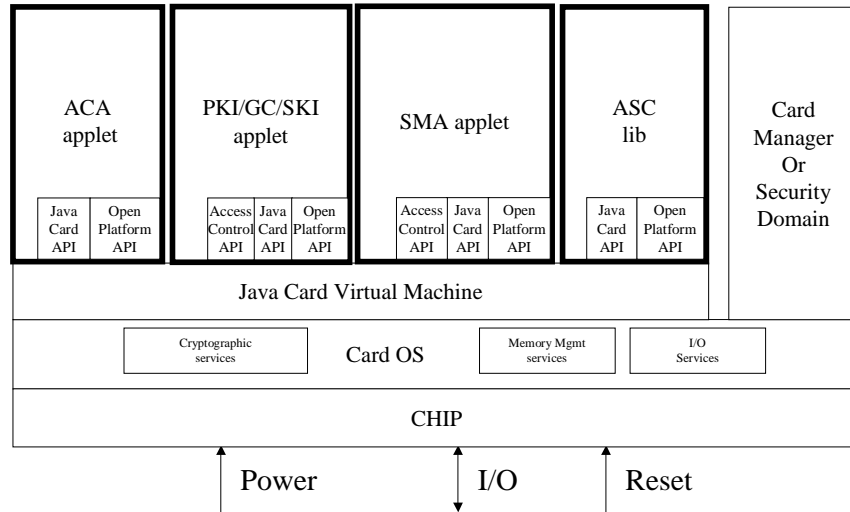 ACA
applet
PKI/GC/SKI
applet
SMA applet
ASC
lib
Card
Manager
Or
Security
Domain
Java
Card
API
Open
Platform
API
Access
Control
API
Java
Card
API
Open
Platform
API
Access
Control
API
Java
Card
API
Open
Platform
API
Java
Card
API
Open
Platform
API
Java Card Virtual Machine
Cryptographic
services
Card OS
Memory Mgmt
services
I/O
Services
CHIP
Power
I/O
Reset